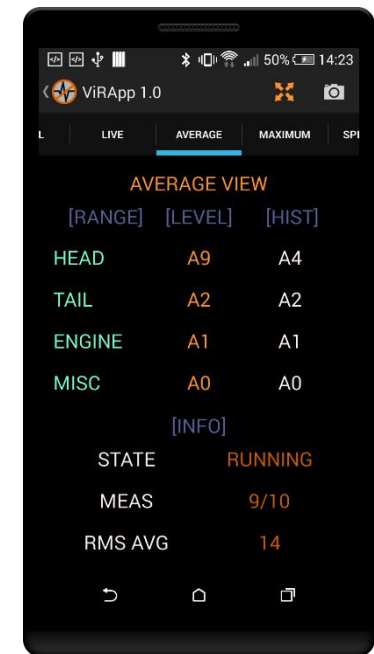 50% 14:23
ViRApp 1.0
L LIVE AVERAGE MAXIMUM SPI
AVERAGE VIEW
[RANGE] [LEVEL] [HIST]
HEAD A9 A4
TAIL A2 A2
ENGINE A1 A1
MISC A0 A0
[INFO]
STATE RUNNING
MEAS 9/10
RMS AVG 14